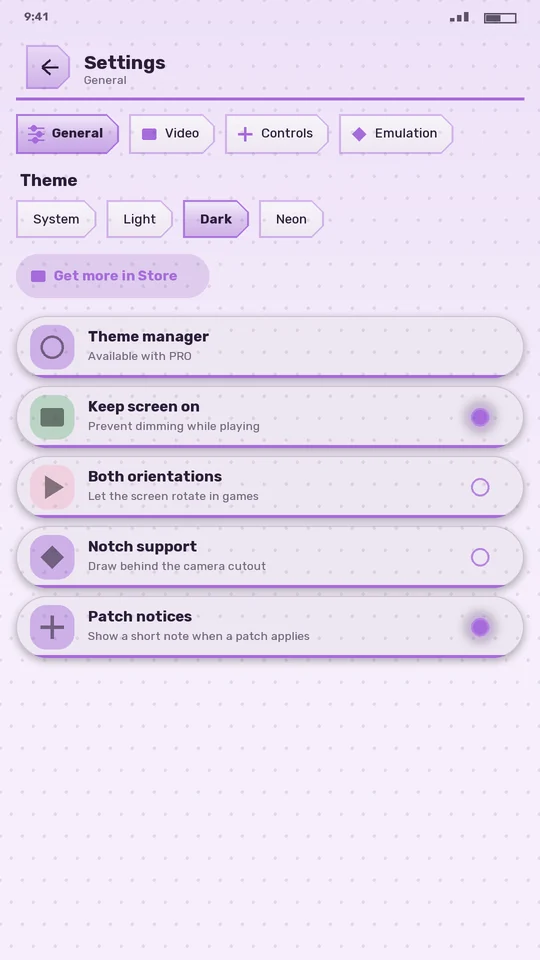 9:41
Settings
General
General
Video
Controls
Emulation
Theme
System
Light
Dark
Neon
Get more in Store
Theme manager
Available with PRO
Keep screen on
Prevent dimming while playing
Both orientations
Let the screen rotate in games
Notch support
Draw behind the camera cutout
Patch notices
Show a short note when a patch applies